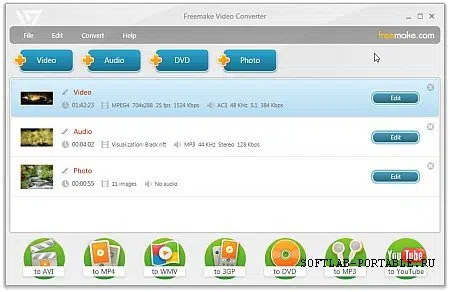 Freemake Video Converter
File Edit Convert Help
freemake.com
Video Audio DVD Photo
Video
01:42:23 MPEG4 704x288 25 fps 1524 Kbps AC3 48 KHz 5.1 384 Kbps
Edit
Audio
00:04:02 Visualization: Black rift MP3 44 KHz Stereo 128 Kbps
Edit
Photo
00:00:55 11 images No audio
Edit
You Tube
to AVI to MP4 to WMV to 3GP to DVD to MP3 to YouTube
SOFTLAB-PORTABLE.RU